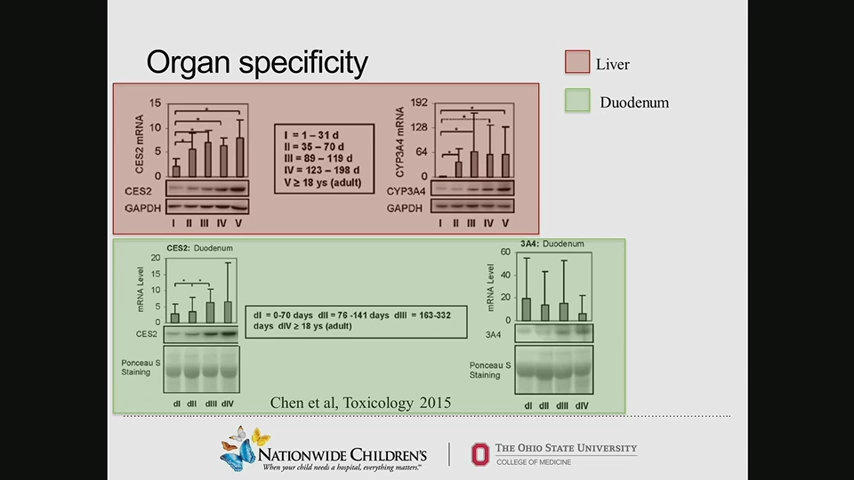 Organ specificity
Liver
Duodenum
15
10
5
0
CES2 mRNA
*
*
*
*
CES2
GAPDH
I II III IV V
I = 1 – 31 d
II = 35 – 70 d
III = 89 – 119 d
IV = 123 – 198 d
V ≥ 18 ys (adult)
192
128
64
0
CYP3A4 mRNA
*
*
*
*
CYP3A4
GAPDH
I II III IV V
CES2: Duodenum
20
15
10
5
0
mRNA Level
*
*
CES2
Ponceau S
Staining
dI dII dIII dIV
dI = 0-70 days dII = 76 -141 days dIII = 163-332
days dIV ≥ 18 ys (adult)
3A4: Duodenum
60
40
20
0
mRNA Level
3A4
Ponceau S
Staining
dI dII dIII dIV
Chen et al, Toxicology 2015
NATIONWIDE CHILDREN'S
When your child needs a hospital, everything matters.℠
THE OHIO STATE UNIVERSITY
COLLEGE OF MEDICINE